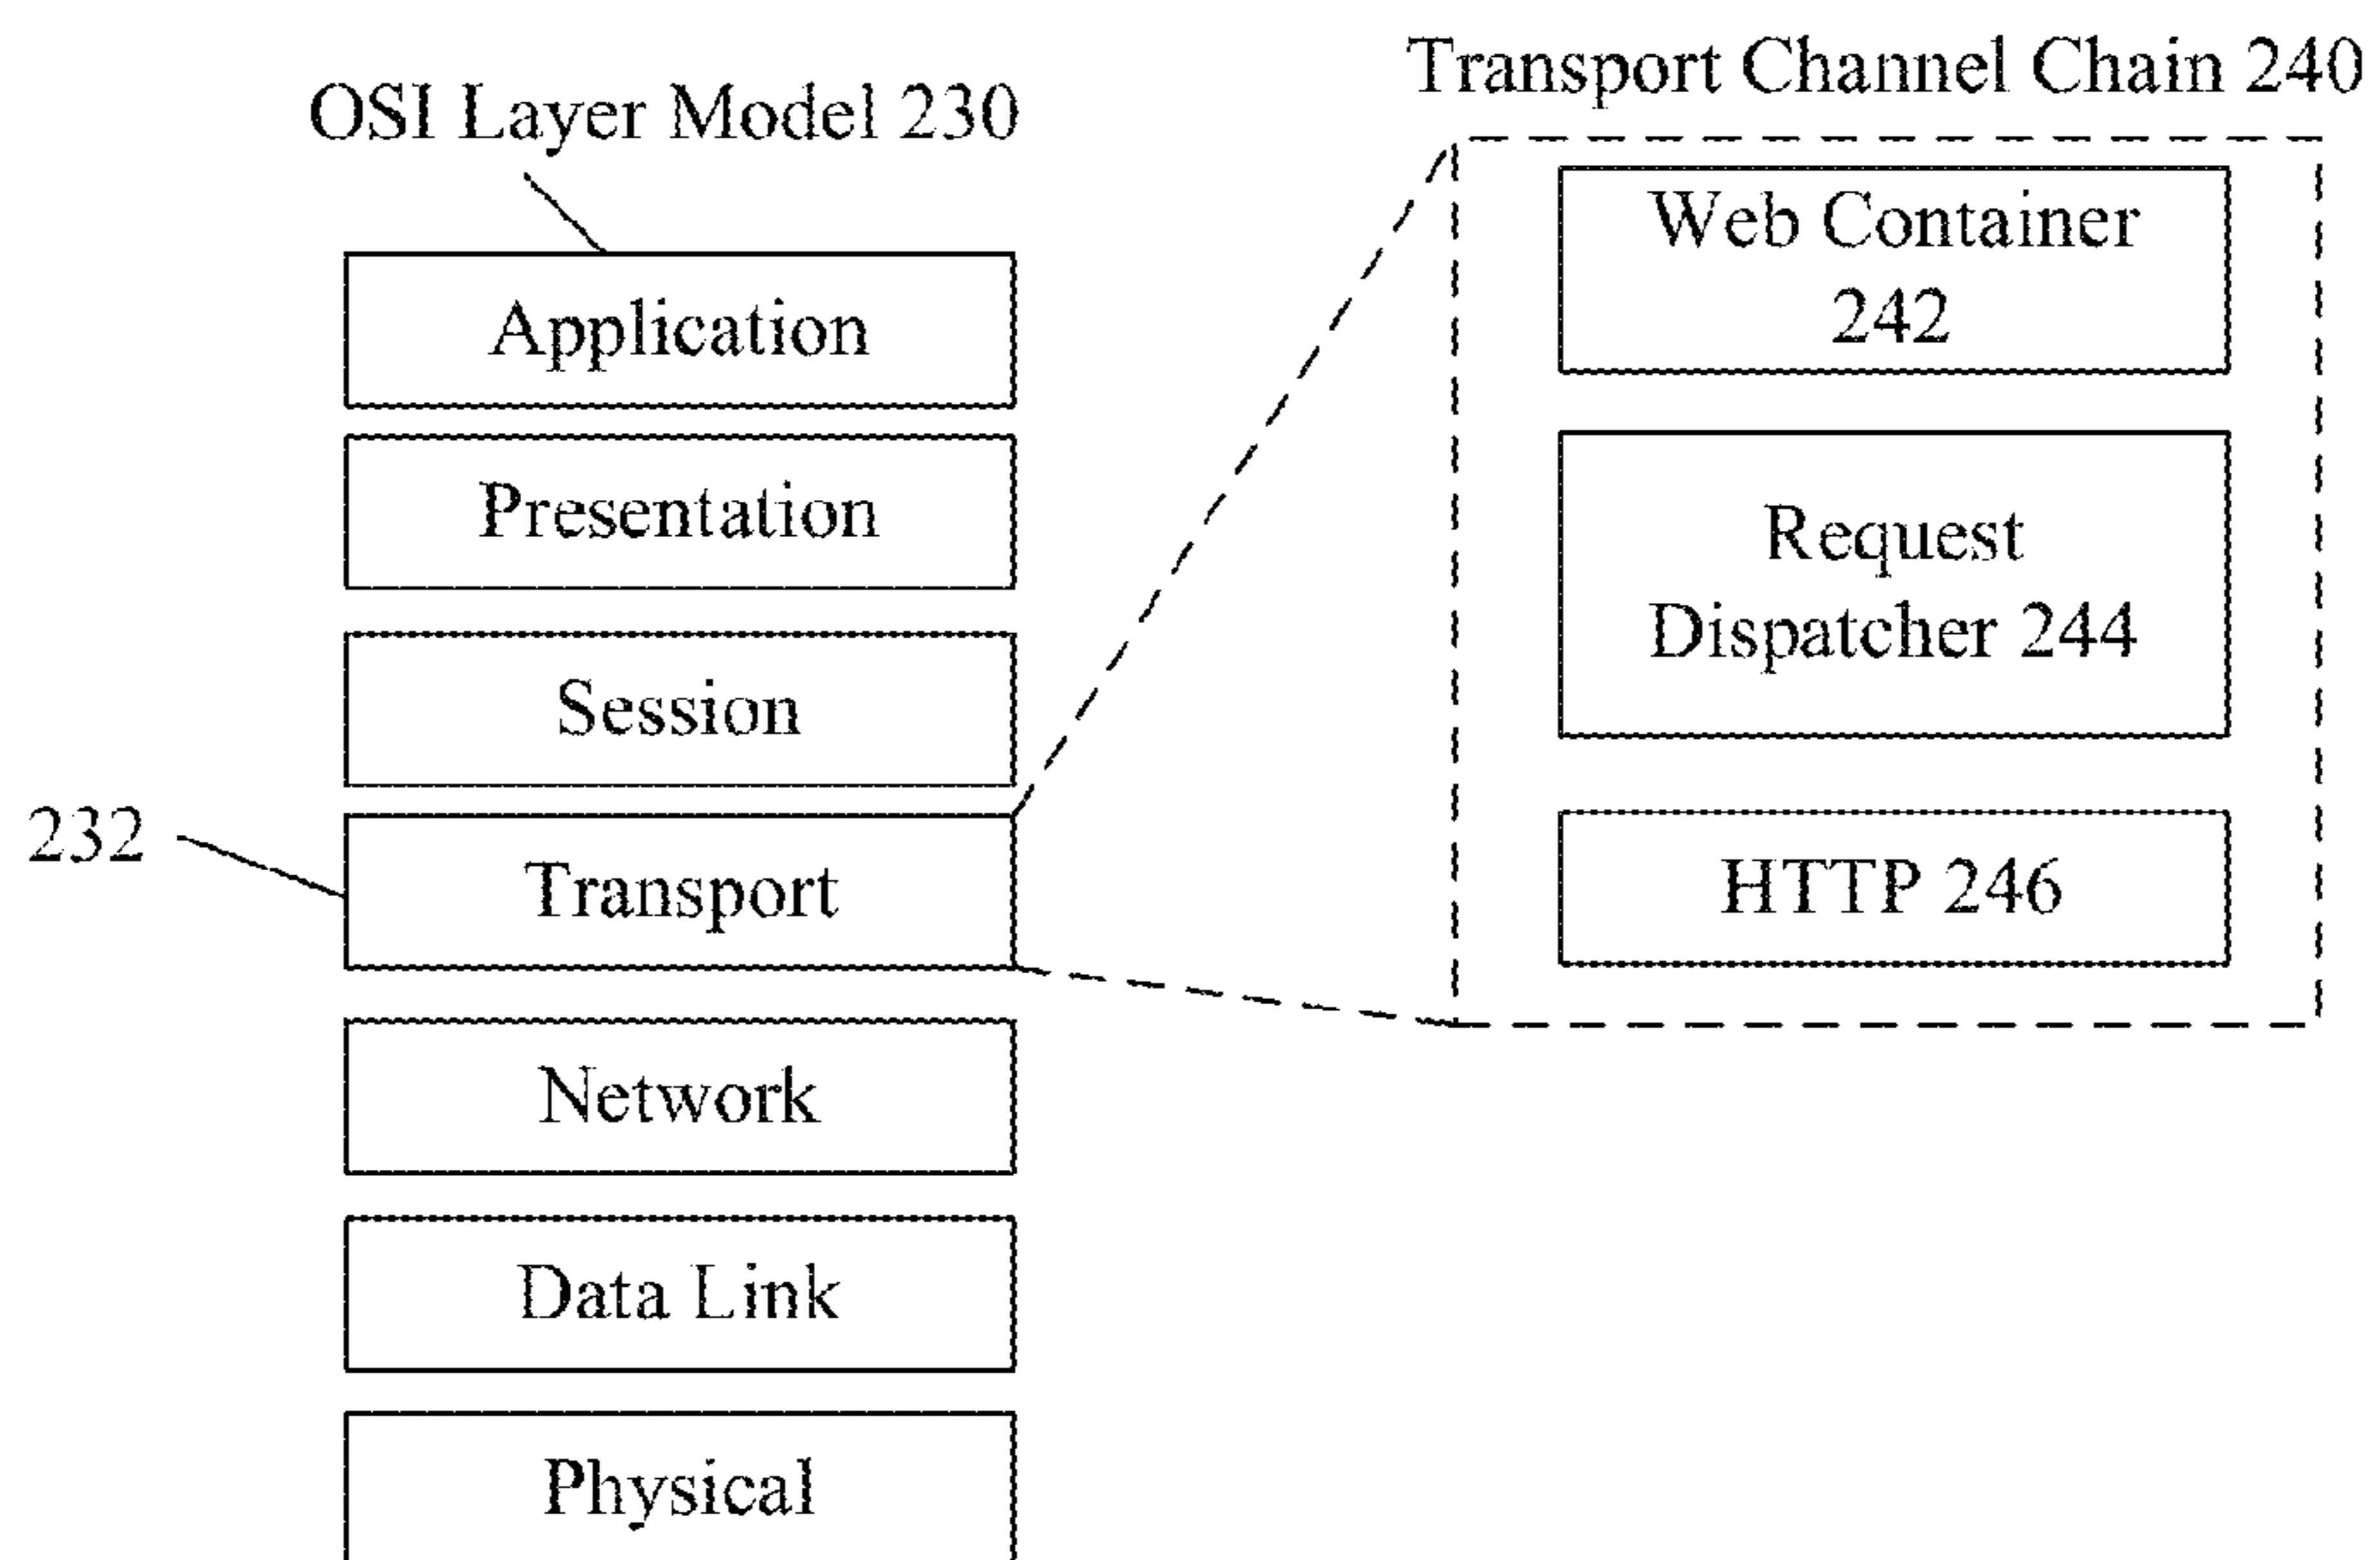 OSI Layer Model 230
Application
Presentation
Session
232
Transport
Network
Data Link
Physical
Transport Channel Chain 240
Web Container
242
Request
Dispatcher 244
HTTP 246